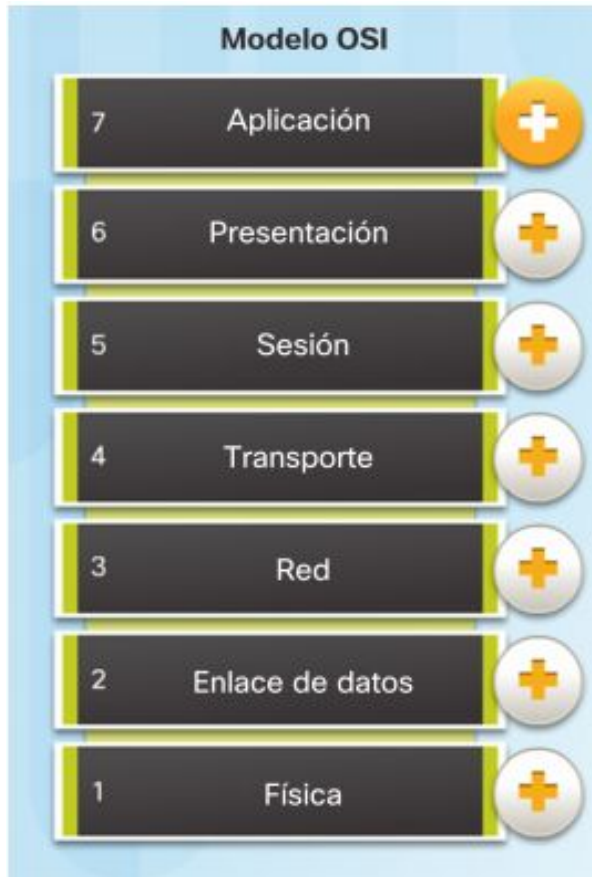 Modelo OSI
7 Aplicación
6 Presentación
5 Sesión
4 Transporte
3 Red
2 Enlace de datos
1 Física